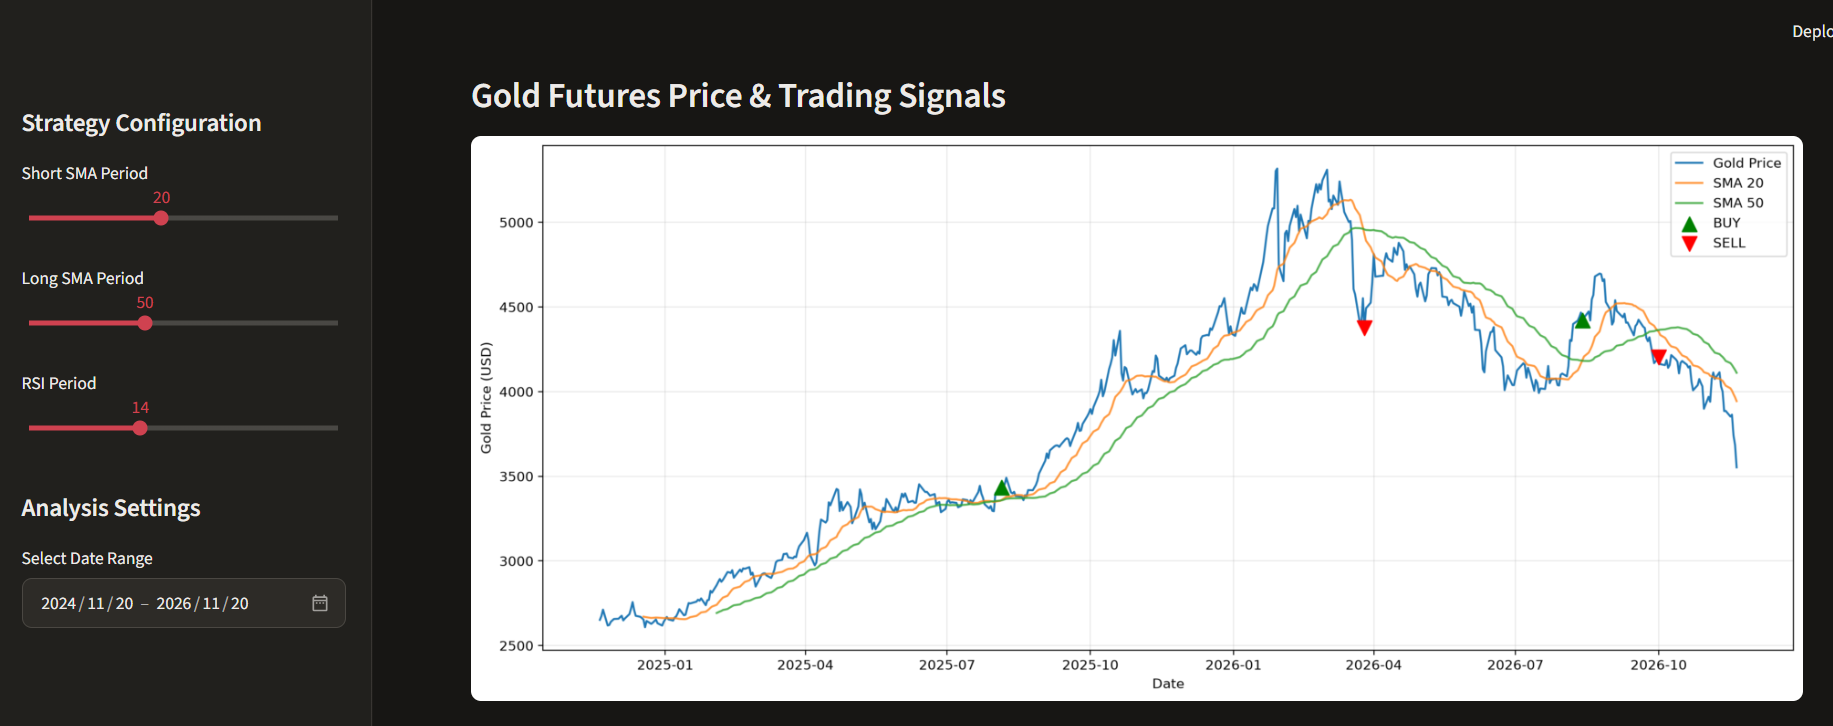 Deplo
Strategy Configuration
Short SMA Period
20
Long SMA Period
50
RSI Period
14
Analysis Settings
Select Date Range
2024/11/20 – 2026/11/20
Gold Futures Price & Trading Signals
Gold Price
SMA 20
SMA 50
BUY
SELL
Gold Price (USD)
5000
4500
4000
3500
3000
2500
2025-01 2025-04 2025-07 2025-10 2026-01 2026-04 2026-07 2026-10
Date